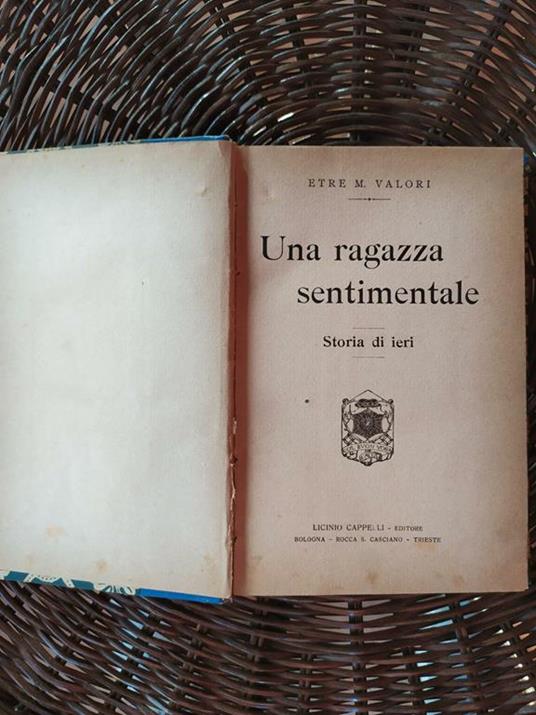 ETRE M. VALORI
Una ragazza
sentimentale
Storia di ieri
LICINIO CAPPELLI - EDITORE
BOLOGNA - ROCCA S. CASCIANO - TRIESTE